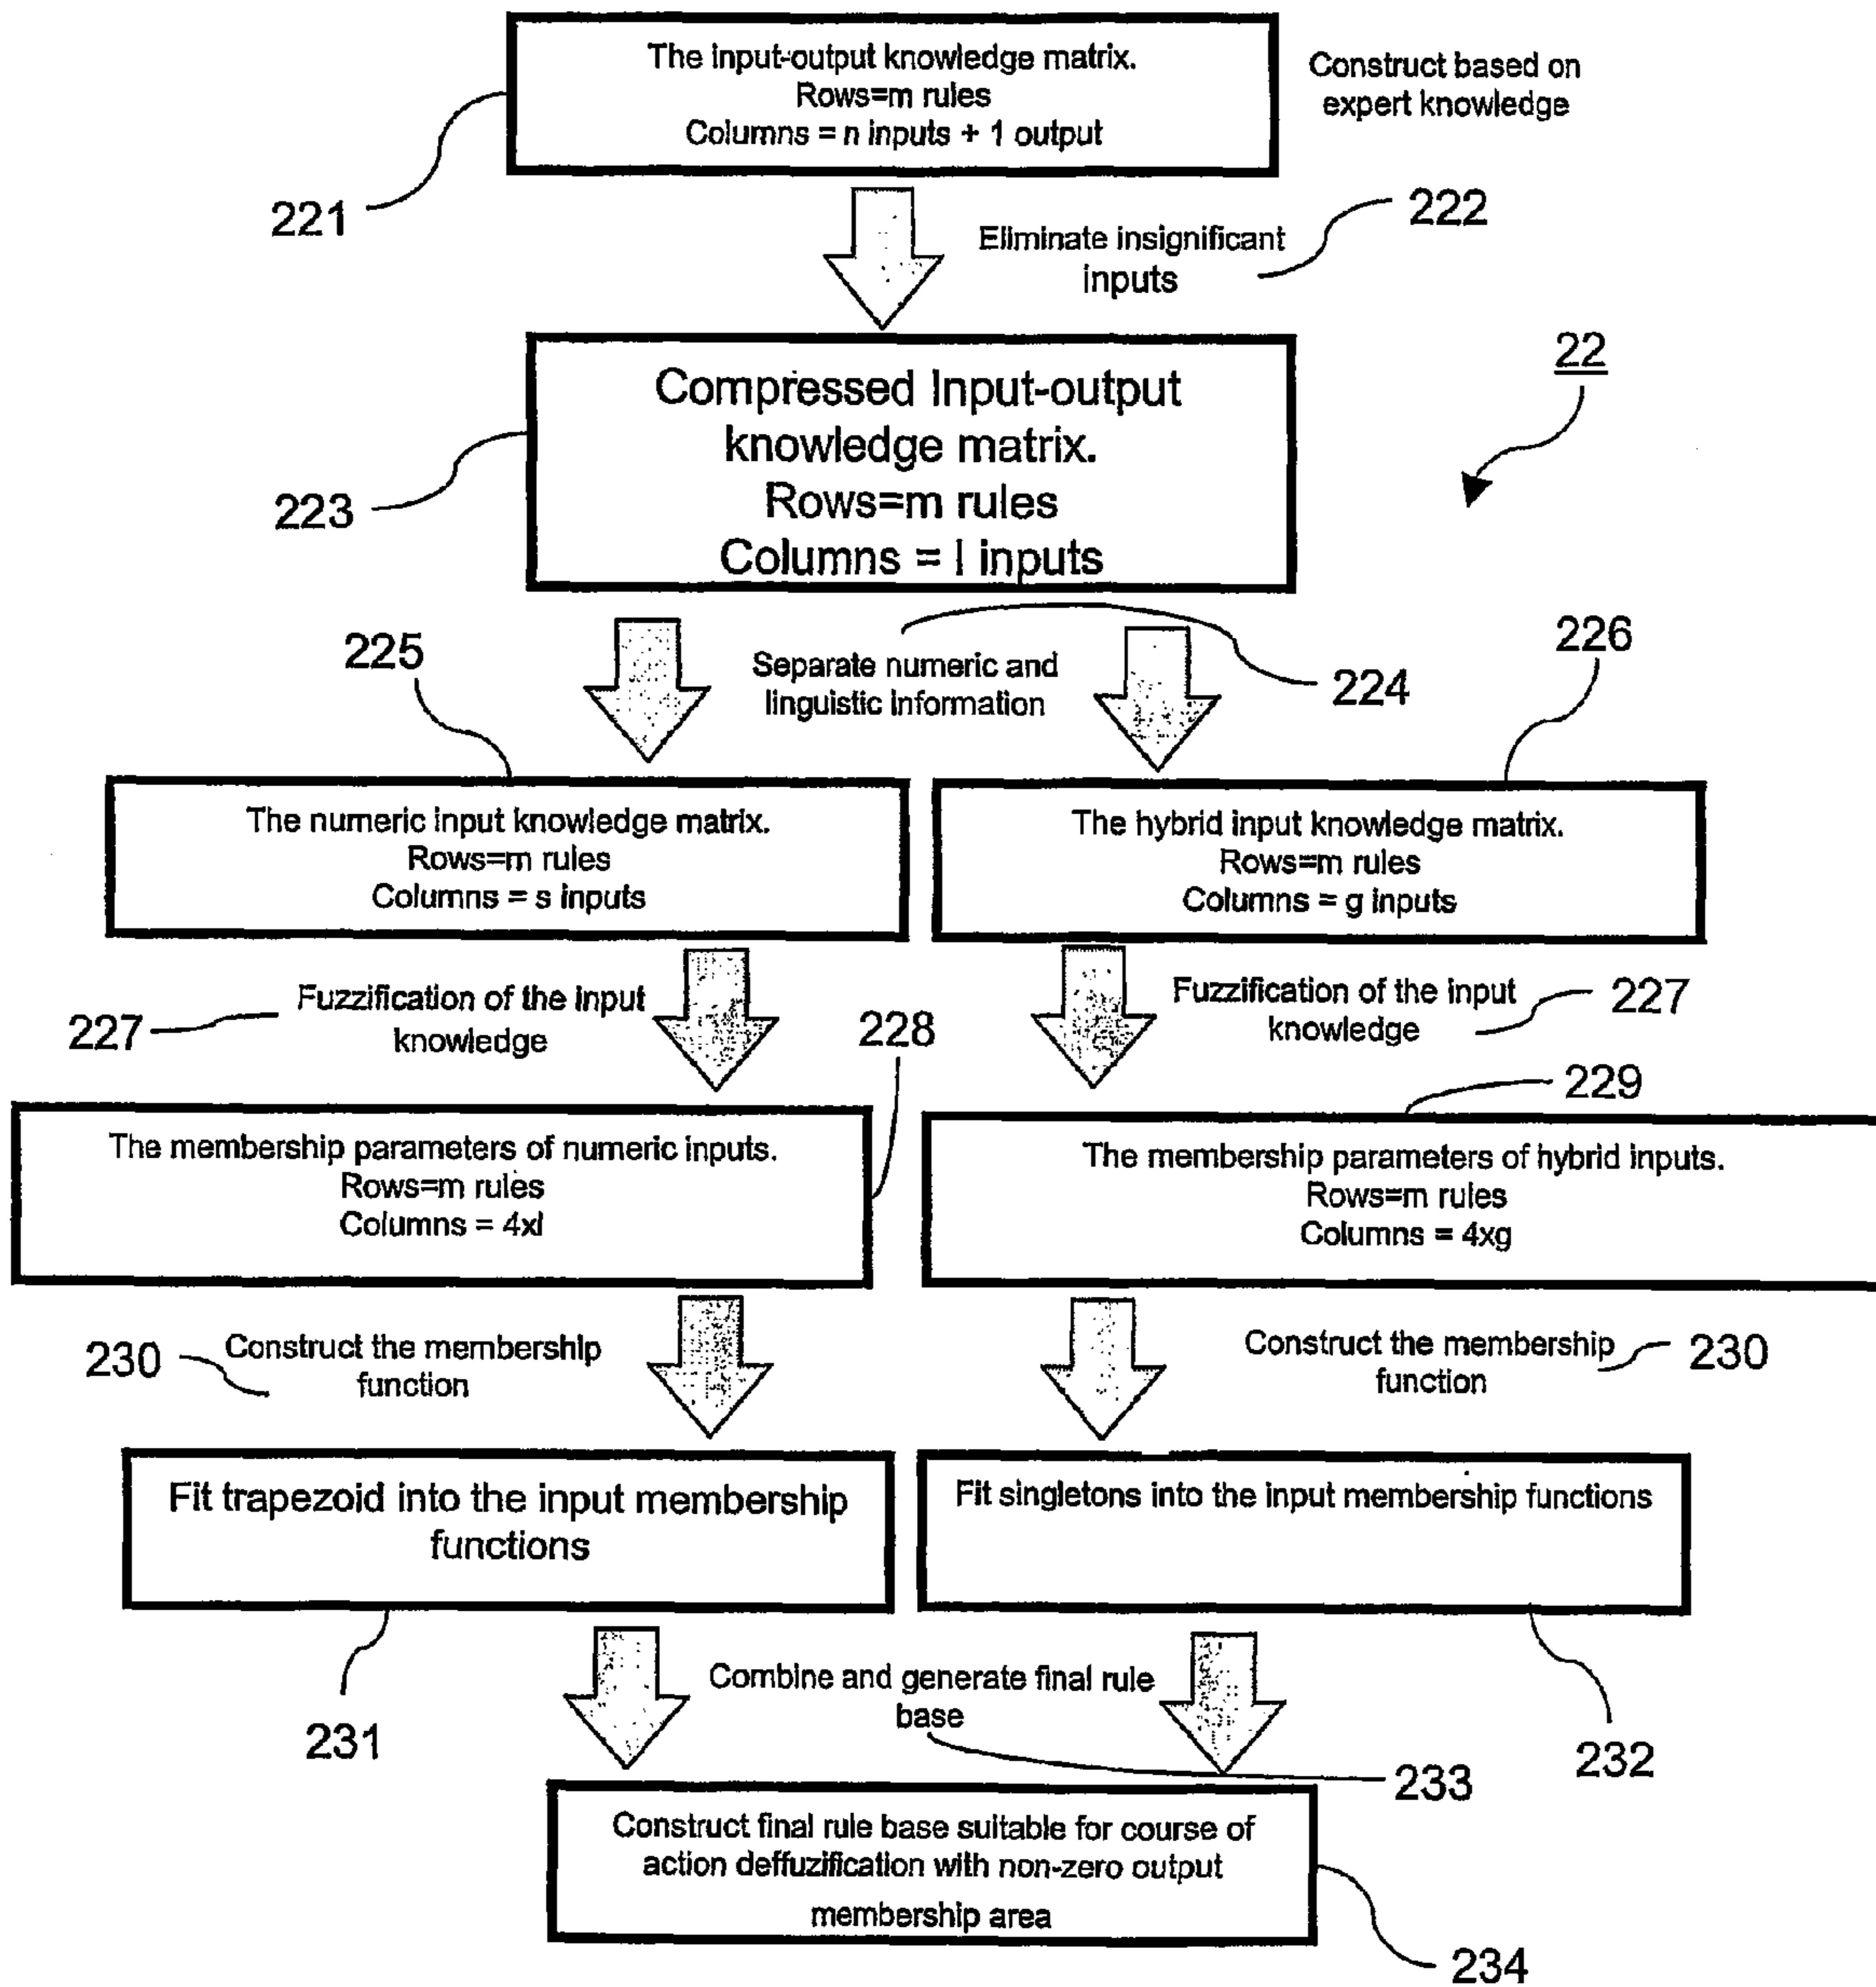 The input-output knowledge matrix.
Rows=m rules
Columns = n inputs + 1 output
Construct based on
expert knowledge
221
222
Eliminate insignificant
inputs
22
Compressed Input-output
knowledge matrix.
Rows=m rules
Columns = l inputs
223
225
Separate numeric and
linguistic information
224
226
The numeric input knowledge matrix.
Rows=m rules
Columns = s inputs
The hybrid input knowledge matrix.
Rows=m rules
Columns = g inputs
227
Fuzzification of the input
knowledge
228
Fuzzification of the input
knowledge
227
229
The membership parameters of numeric inputs.
Rows=m rules
Columns = 4xl
The membership parameters of hybrid inputs.
Rows=m rules
Columns = 4xg
230
Construct the membership
function
Construct the membership
function
230
Fit trapezoid into the input membership
functions
Fit singletons into the input membership functions
231
Combine and generate final rule
base
232
233
Construct final rule base suitable for course of
action deffuzification with non-zero output
membership area
234